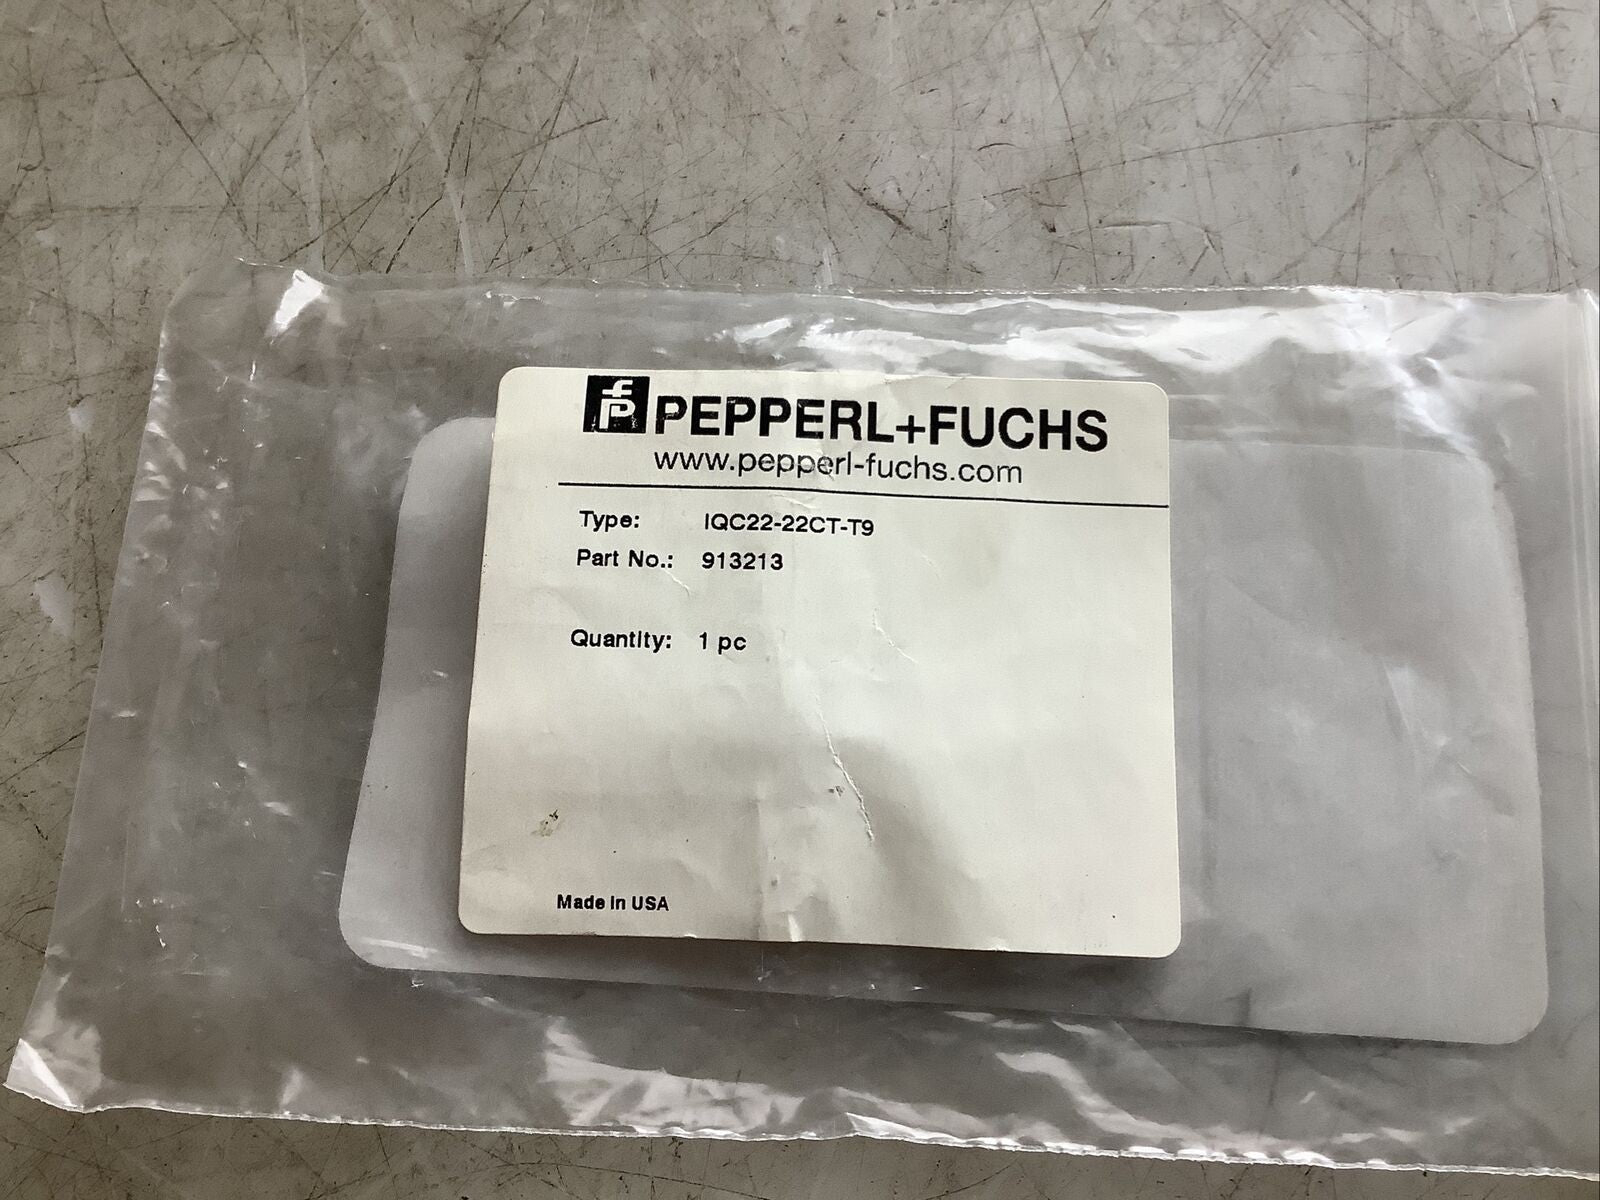 fP PEPPERL+FUCHS
www.pepperl-fuchs.com
Type: IQC22-22CT-T9
Part No.: 913213
Quantity: 1 pc
Made in USA